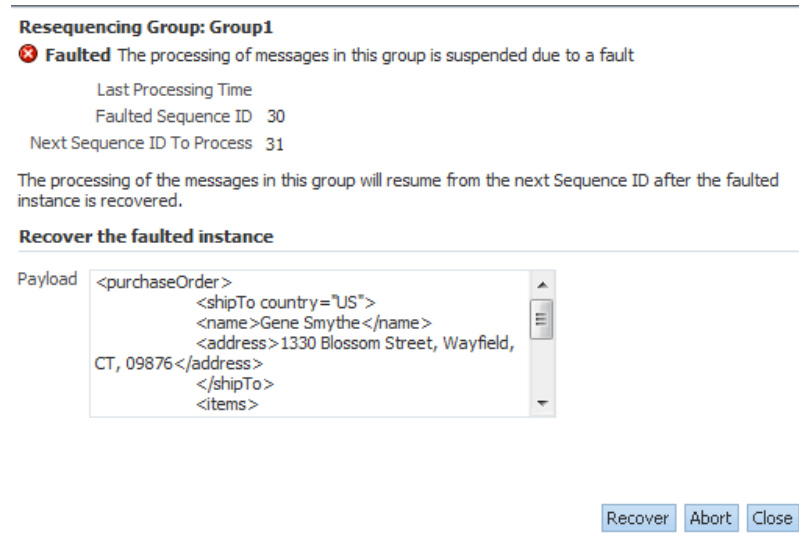 Resequencing Group: Group1
Faulted The processing of messages in this group is suspended due to a fault
Last Processing Time
Faulted Sequence ID 30
Next Sequence ID To Process 31
The processing of the messages in this group will resume from the next Sequence ID after the faulted
instance is recovered.
Recover the faulted instance
Payload <purchaseOrder>
<shipTo country="US">
<name>Gene Smythe</name>
<address>1330 Blossom Street, Wayfield,
CT, 09876</address>
</shipTo>
<items>
Recover Abort Close